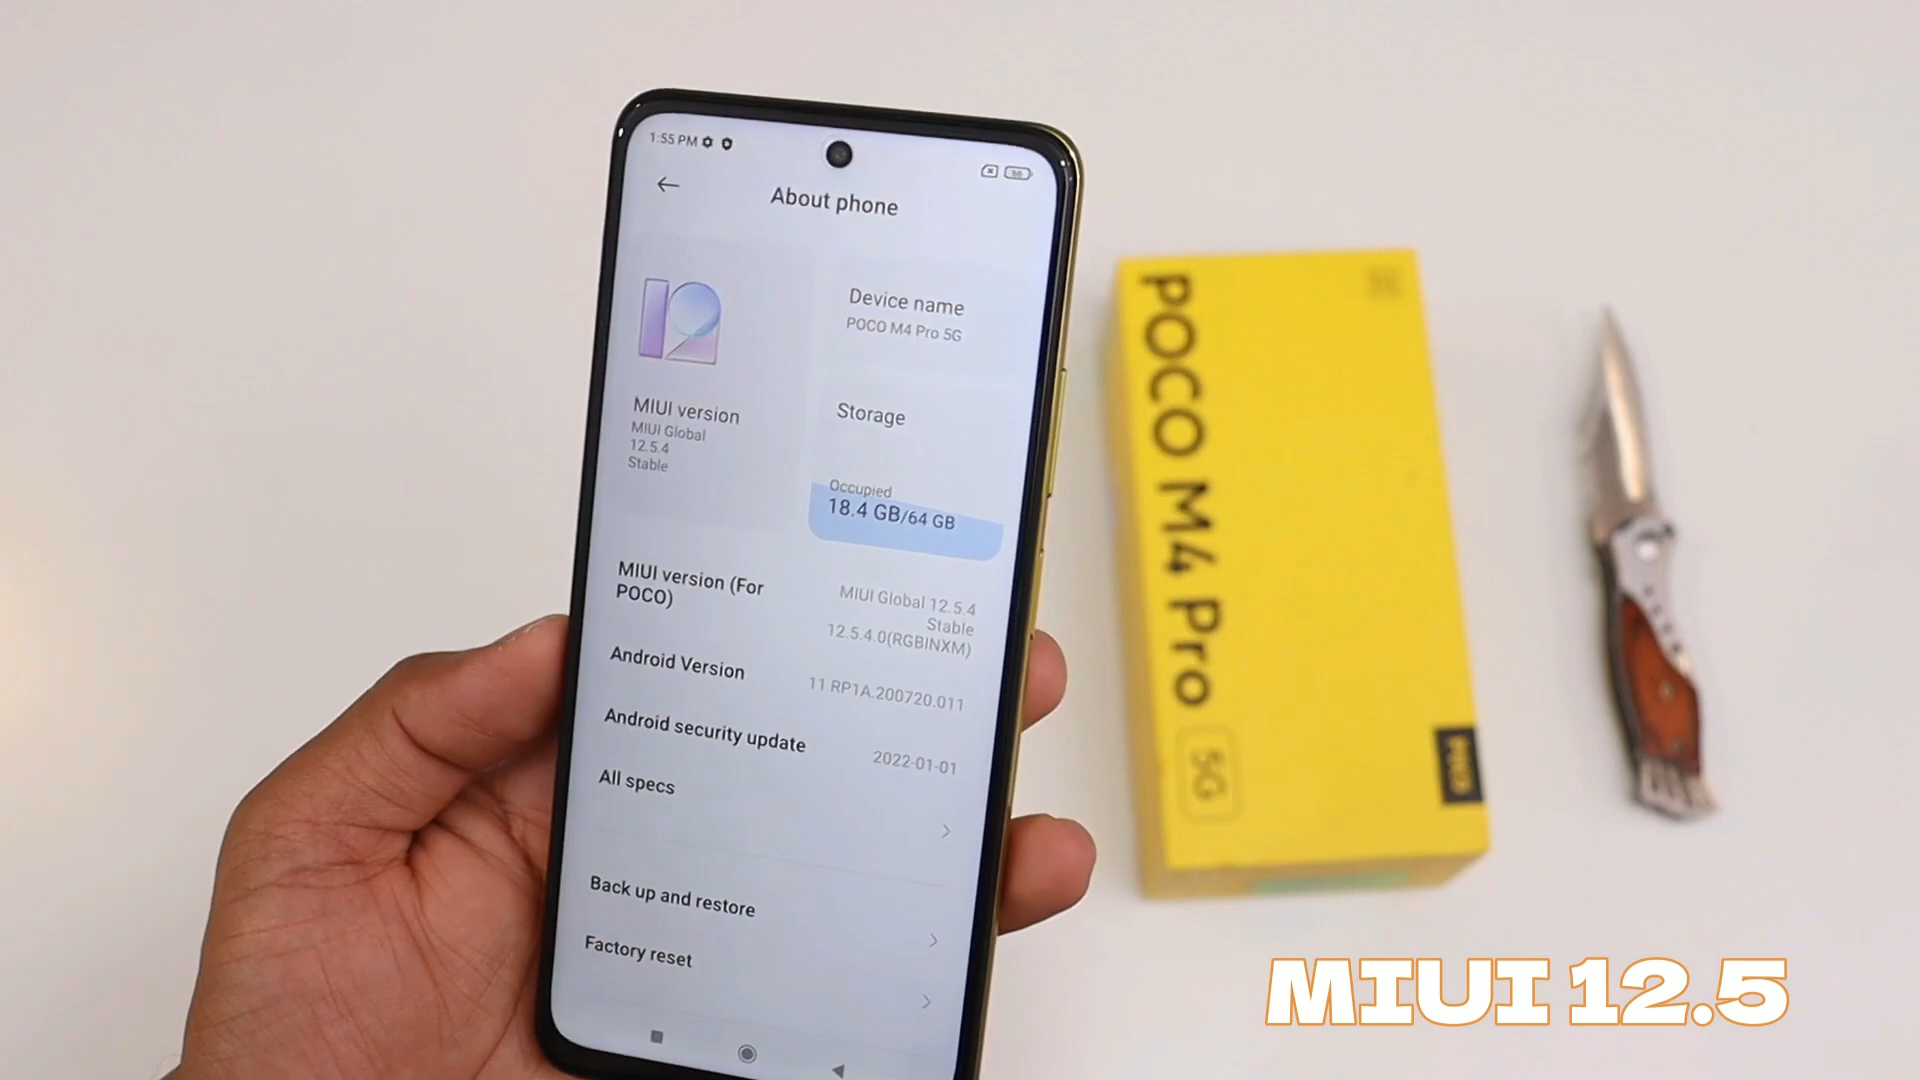 1:55 PM
About phone
MIUI version
MIUI Global
12.5.4
Stable
Device name
POCO M4 Pro 5G
Storage
Occupied
18.4 GB/64 GB
MIUI version (For
POCO)
MIUI Global 12.5.4
Stable
12.5.4.0(RGBINXM)
Android Version
11 RP1A.200720.011
Android security update
2022-01-01
All specs
Back up and restore
Factory reset
POCO M4 Pro
5G
POCO
MIUI 12.5